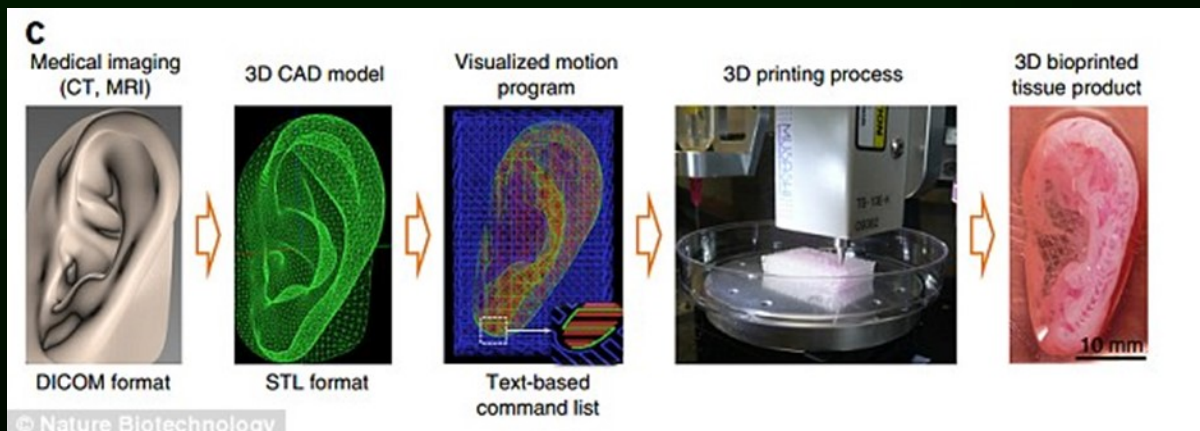 C
Medical imaging
(CT, MRI)
3D CAD model
Visualized motion
program
3D printing process
3D bioprinted
tissue product
10 mm
DICOM format
STL format
Text-based
command list
© Nature Biotechnology